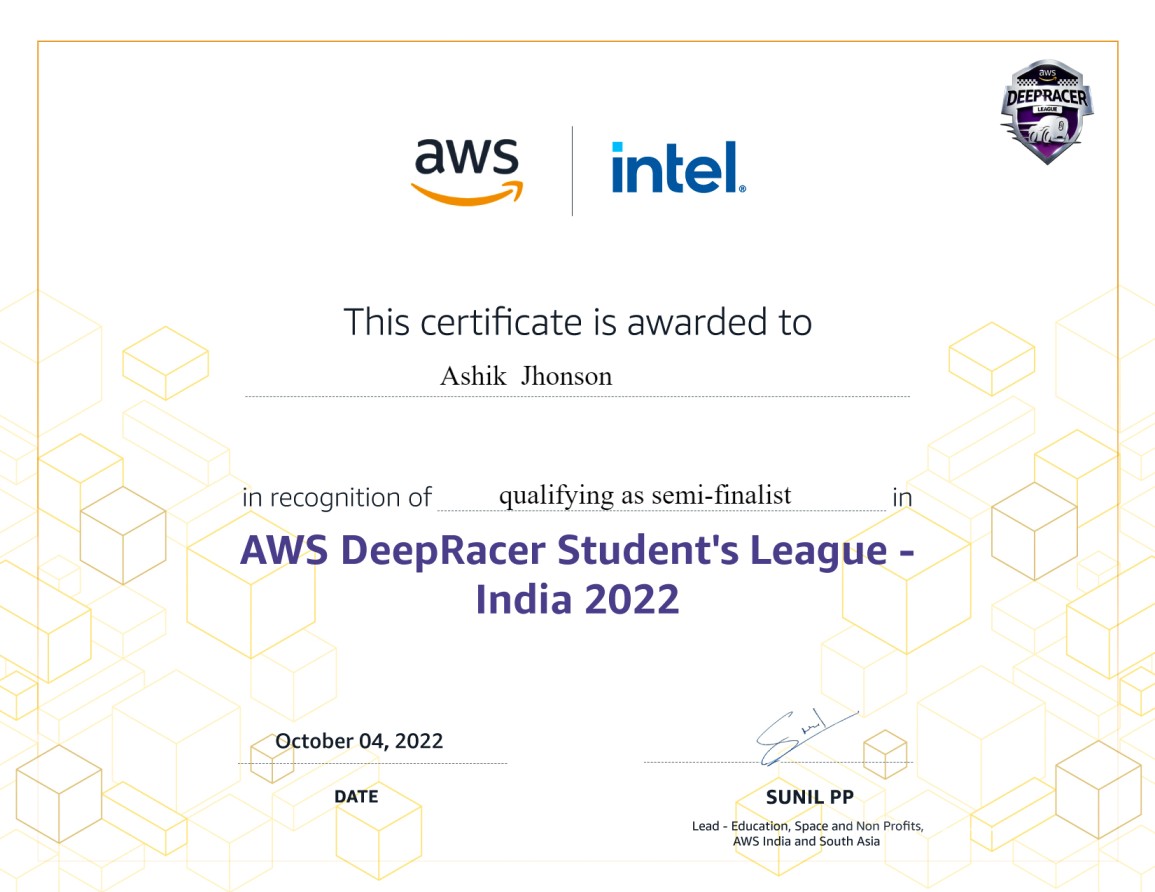 aws
DEEPRACER
LEAGUE
aws
intel®
This certificate is awarded to
Ashik Jhonson
in recognition of qualifying as semi-finalist in
AWS DeepRacer Student's League -
India 2022
October 04, 2022
DATE
SUNIL PP
Lead - Education, Space and Non Profits,
AWS India and South Asia